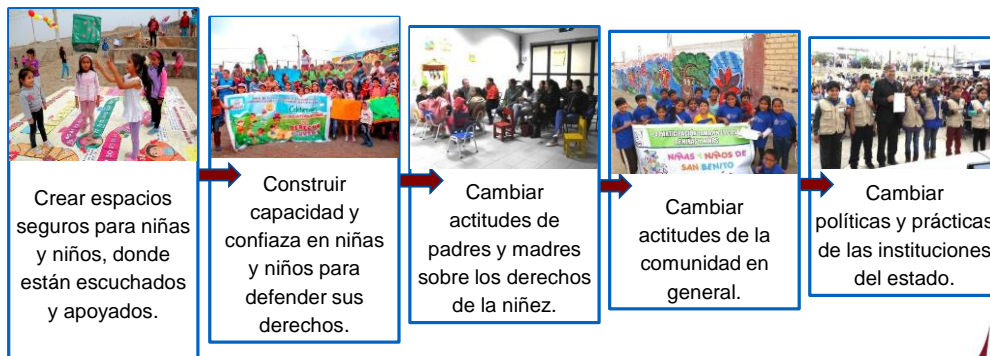 Crear espacios
seguros para niñas
y niños, donde
están escuchados
y apoyados.
Construir
capacidad y
confiaza en niñas
y niños para
defender sus
derechos.
Cambiar
actitudes de
padres y madres
sobre los derechos
de la niñez.
NIÑAS Y NIÑOS DE
SAN BENITO
Cambiar
actitudes de la
comunidad en
general.
Cambiar
políticas y prácticas
de las instituciones
del estado.